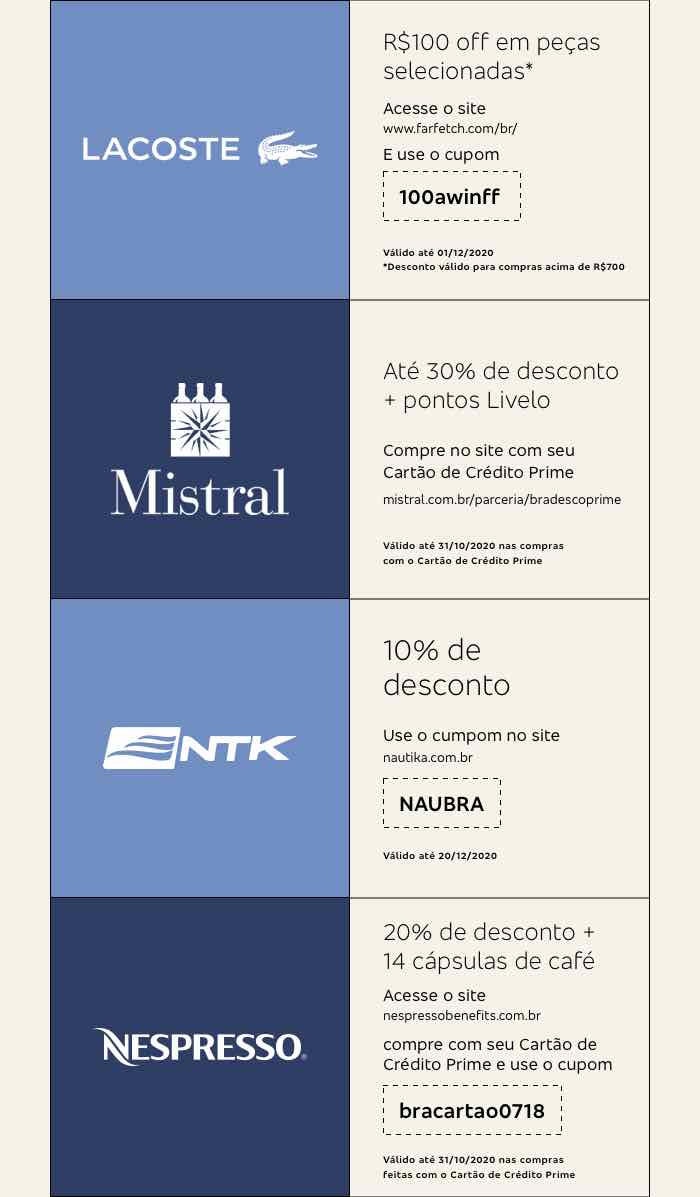 LACOSTE
R$100 off em peças
selecionadas*
Acesse o site
www.farfetch.com/br/
E use o cupom
100awinff
Válido até 01/12/2020
*Desconto válido para compras acima de R$700
Mistral
Até 30% de desconto
+ pontos Livelo
Compre no site com seu
Cartão de Crédito Prime
mistral.com.br/parceria/bradescoprime
Válido até 31/10/2020 nas compras
com o Cartão de Crédito Prime
NTK
10% de
desconto
Use o cumpom no site
nautika.com.br
NAUBRA
Válido até 20/12/2020
NESPRESSO®
20% de desconto +
14 cápsulas de café
Acesse o site
nespressobenefits.com.br
compre com seu Cartão de
Crédito Prime e use o cupom
bracartao0718
Válido até 31/10/2020 nas compras
feitas com o Cartão de Crédito Prime